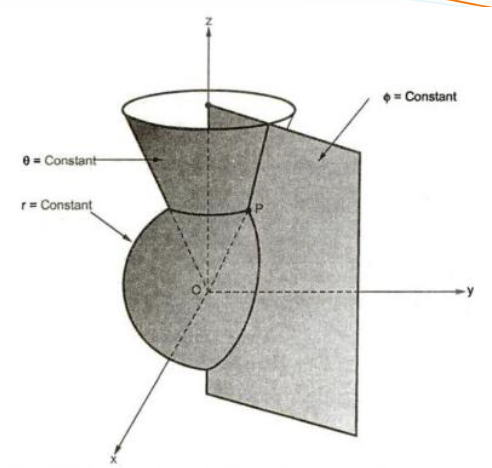 z
ϕ = Constant
θ = Constant
r = Constant
P
O
y
x